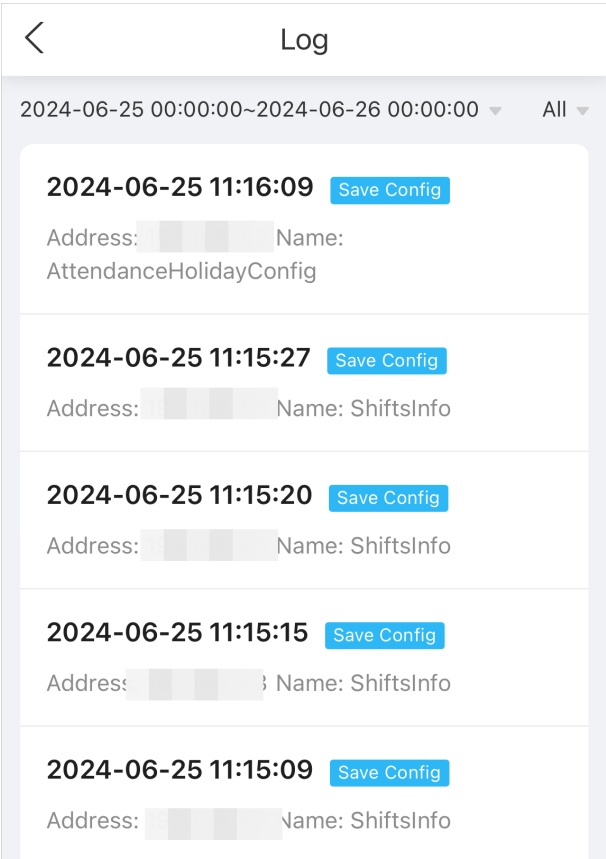 Log
2024-06-25 00:00:00~2024-06-26 00:00:00 All
2024-06-25 11:16:09 Save Config
Address: Name:
AttendanceHolidayConfig
2024-06-25 11:15:27 Save Config
Address: Name: ShiftsInfo
2024-06-25 11:15:20 Save Config
Address: Name: ShiftsInfo
2024-06-25 11:15:15 Save Config
Address Name: ShiftsInfo
2024-06-25 11:15:09 Save Config
Address: Name: ShiftsInfo